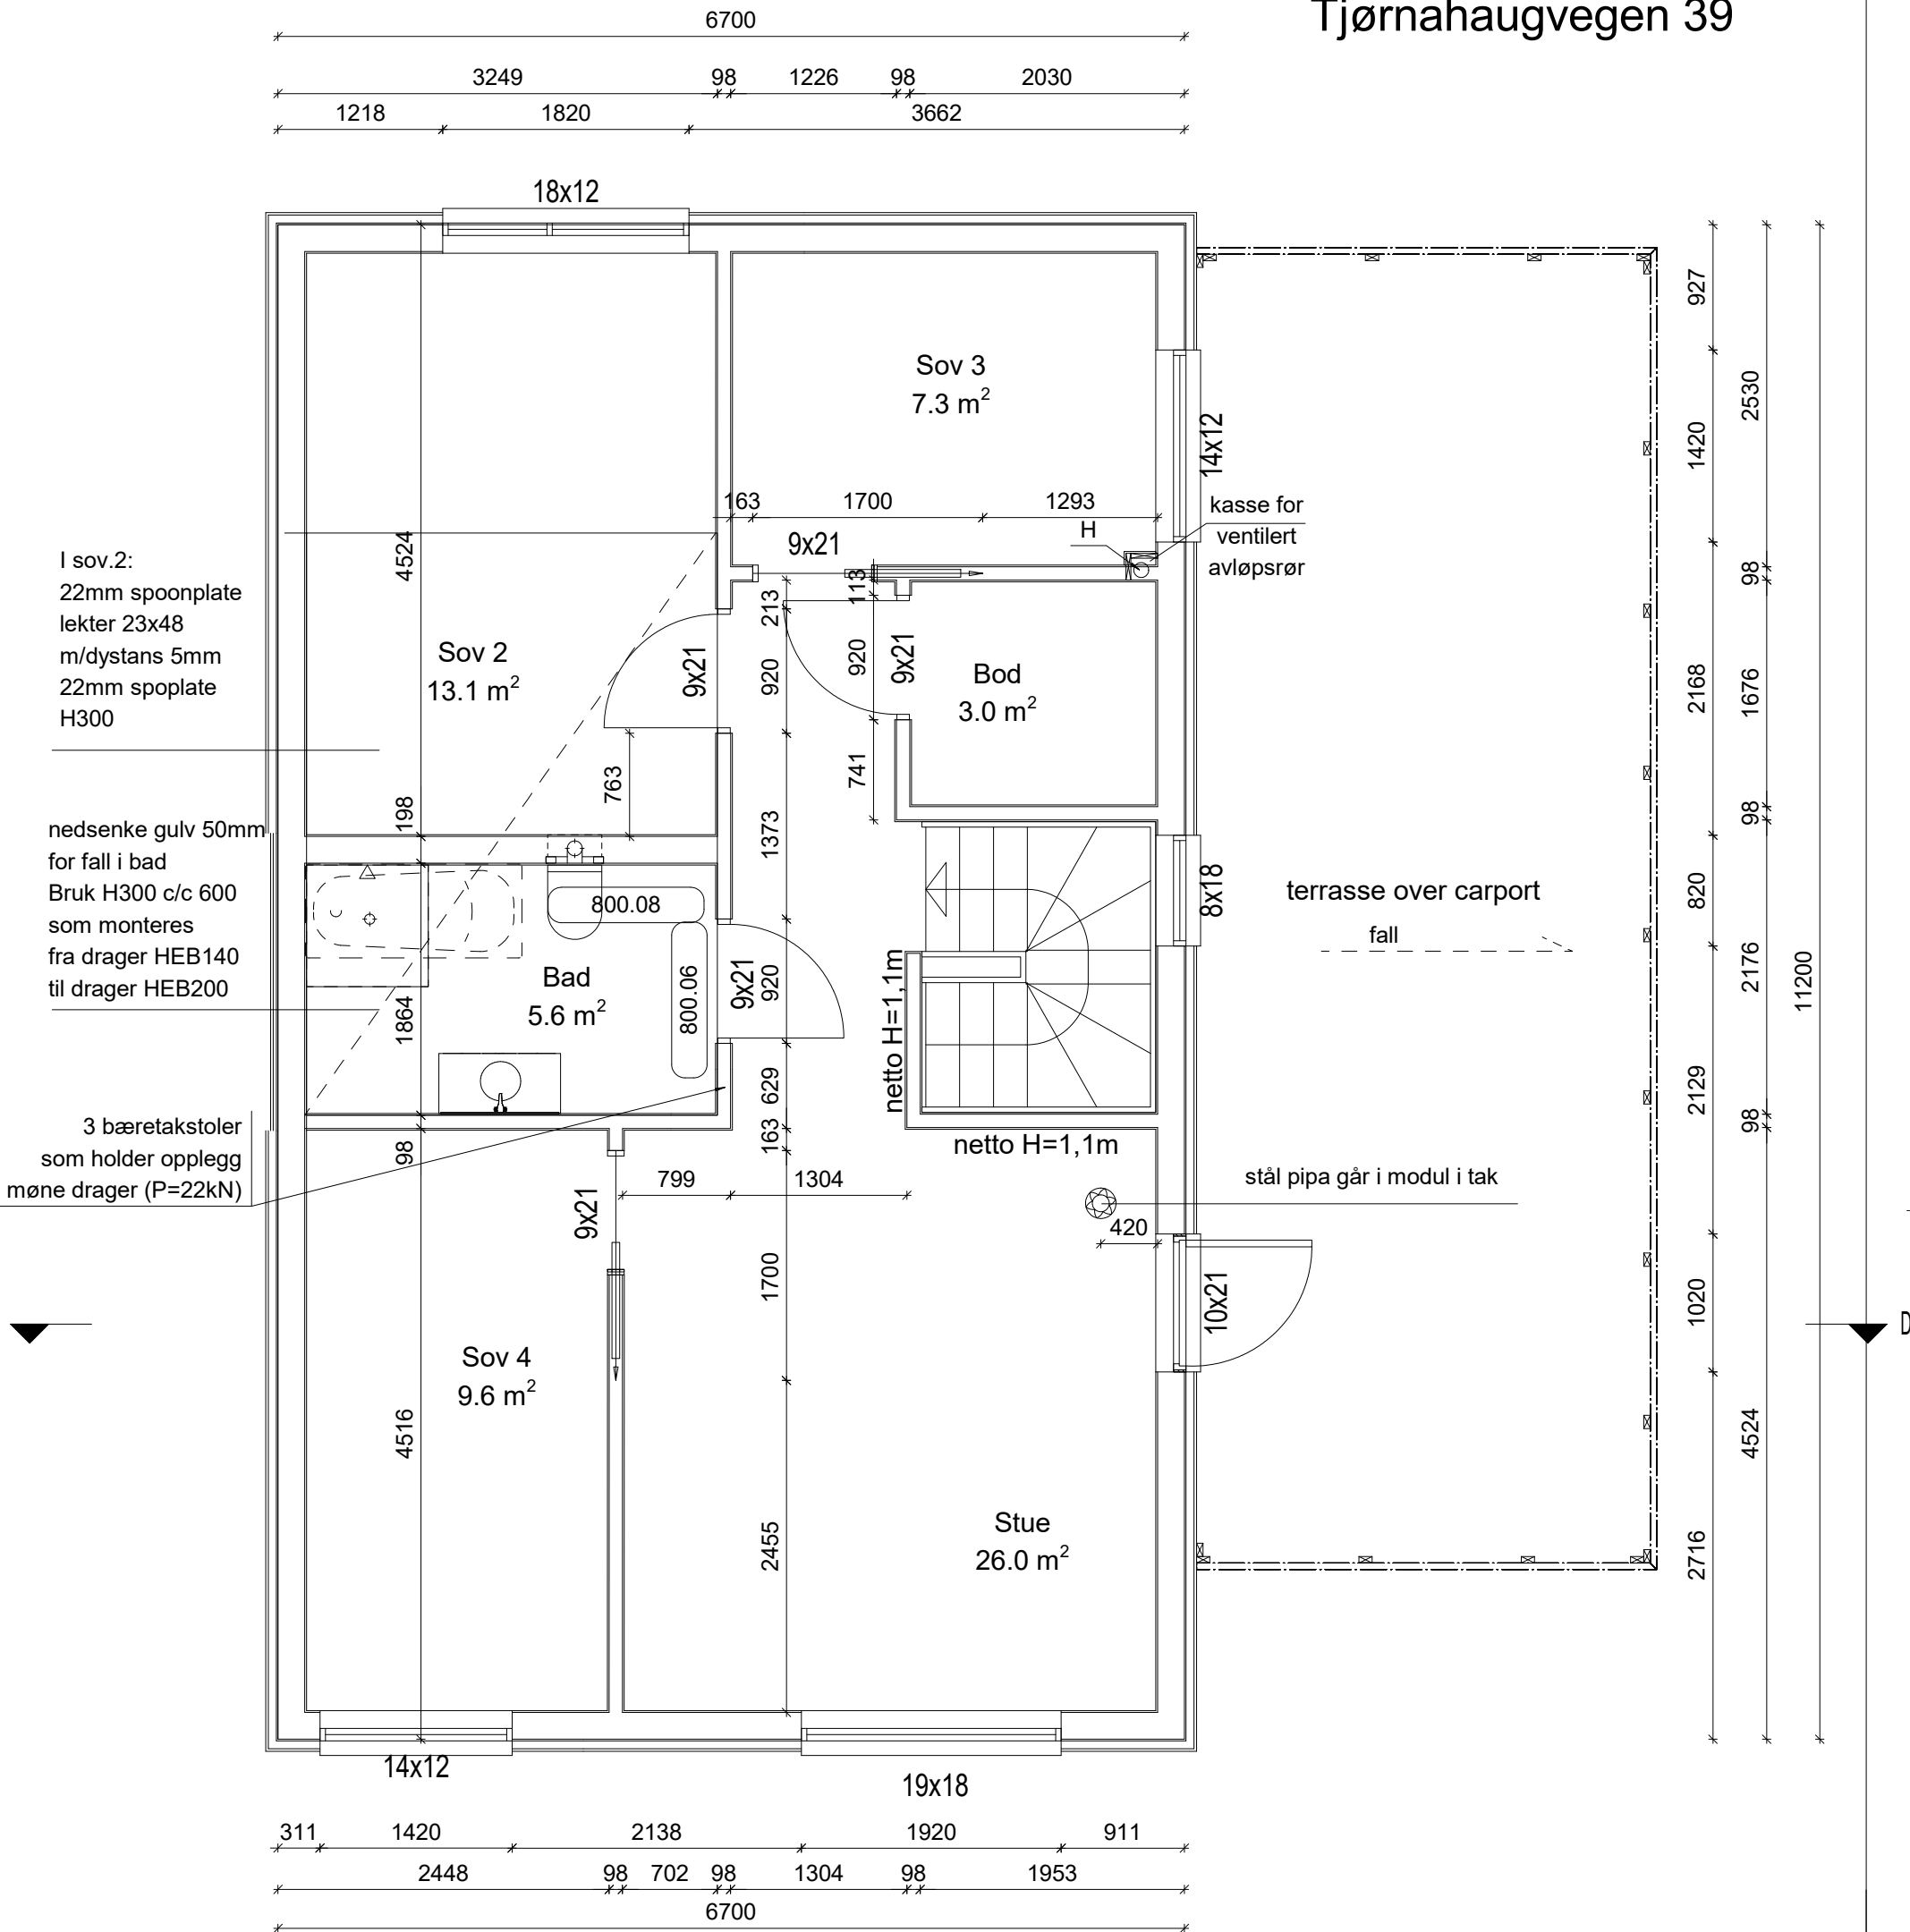 Tjørnahaugvegen 39
6700
3249 98 1226 98 2030
1218 1820 3662
18x12
Sov 3
7.3 m²
14x12
163 1700 1293
9x21
H
kasse for
ventilert
avløpsrør
I sov.2:
22mm spoonplate
lekter 23x48
m/dystans 5mm
22mm spoplate
H300
4524
Sov 2
13.1 m²
9x21
763
198
213
920
1373
113
920
741
9x21
Bod
3.0 m²
nedsenke gulv 50mm
for fall i bad
Bruk H300 c/c 600
som monteres
fra drager HEB140
til drager HEB200
800.08
800.06
Bad
5.6 m²
1864
9x21
920
629
163
netto H=1,1m
netto H=1,1m
8x18
terrasse over carport
fall
3 bæretakstoler
som holder opplegg
møne drager (P=22kN)
98
799 1304
9x21
stål pipa går i modul i tak
420
10x21
1700
Sov 4
9.6 m²
4516
2455
Stue
26.0 m²
927
1420
2168
820
2129
1020
2716
2530
98
1676
98
2176
98
4524
11200
D
14x12
19x18
311 1420 2138 1920 911
2448 98 702 98 1304 98 1953
6700